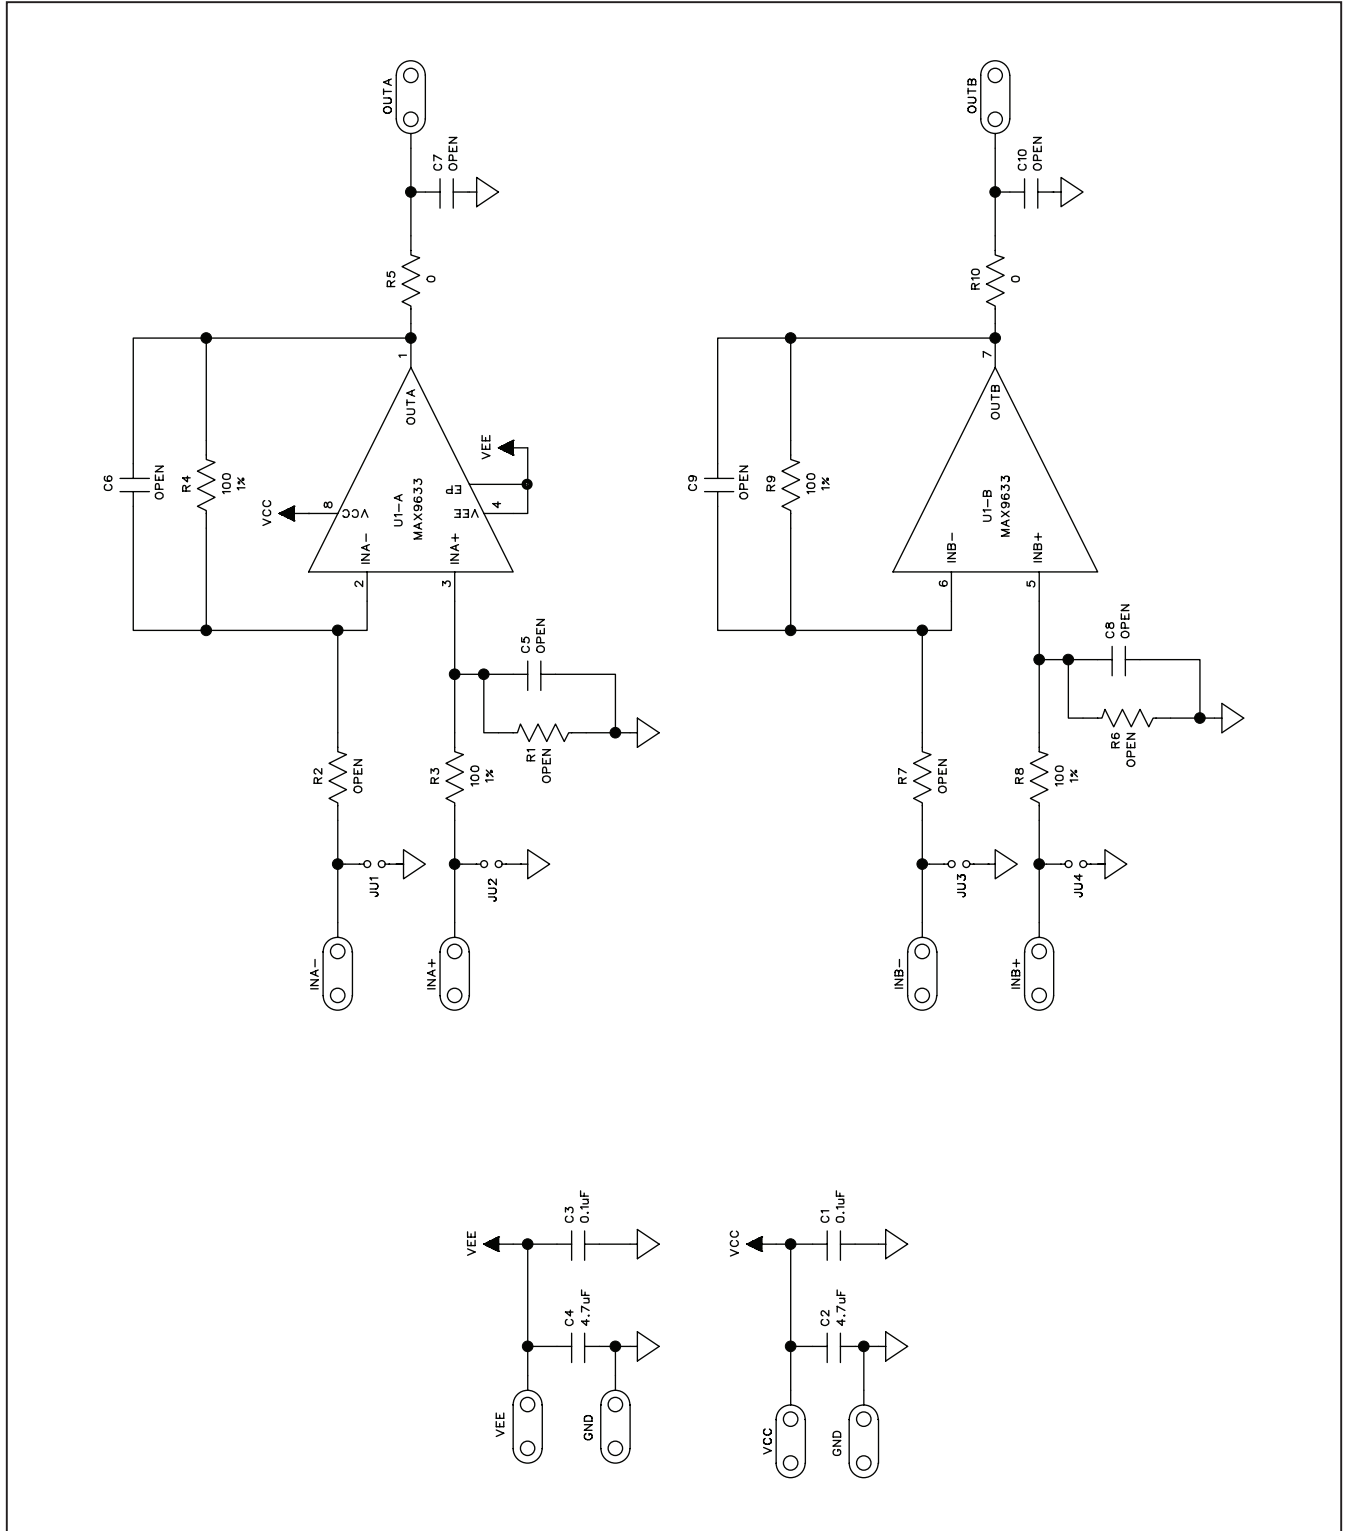 OUTA
C7
OPEN
R5
0
C6
OPEN
R4
100
1%
VCC
8
VCC
1
OUTA
U1-A
MAX9633
EP
VEE
4
VEE
INA-
2
INA+
3
C5
OPEN
R1
OPEN
R2
OPEN
R3
100
1%
JU1
JU2
INA-
INA+
OUTB
C10
OPEN
R10
0
C9
OPEN
R9
100
1%
7
OUTB
U1-B
MAX9633
INB-
6
INB+
5
C8
OPEN
R6
OPEN
R7
OPEN
R8
100
1%
JU3
JU4
INB-
INB+
VEE
C3
0.1uF
C4
4.7uF
VEE
GND
VCC
C1
0.1uF
C2
4.7uF
VCC
GND